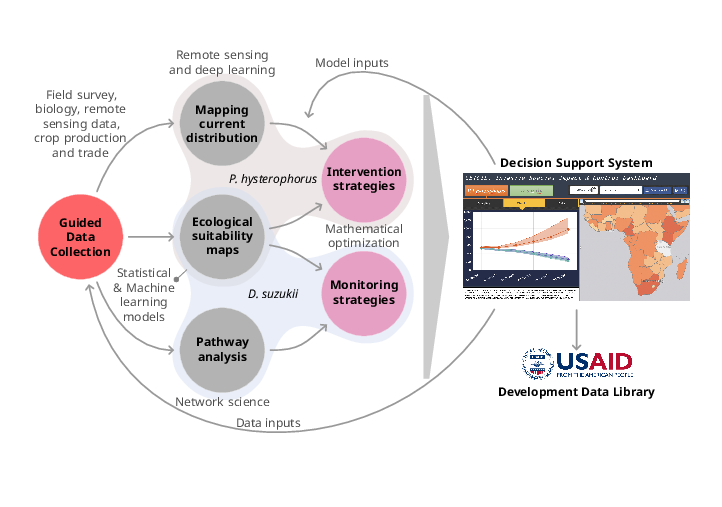 Remote sensing
and deep learning
Model inputs
Field survey,
biology, remote
sensing data,
crop production
and trade
Mapping
current
distribution
Decision Support System
P. hysterophorus
Intervention
strategies
Guided
Data
Collection
Ecological
suitability
maps
Mathematical
optimization
Statistical
& Machine
learning
models
D. suzukii
Monitoring
strategies
Pathway
analysis
USAID
FROM THE AMERICAN PEOPLE
Development Data Library
Network science
Data inputs